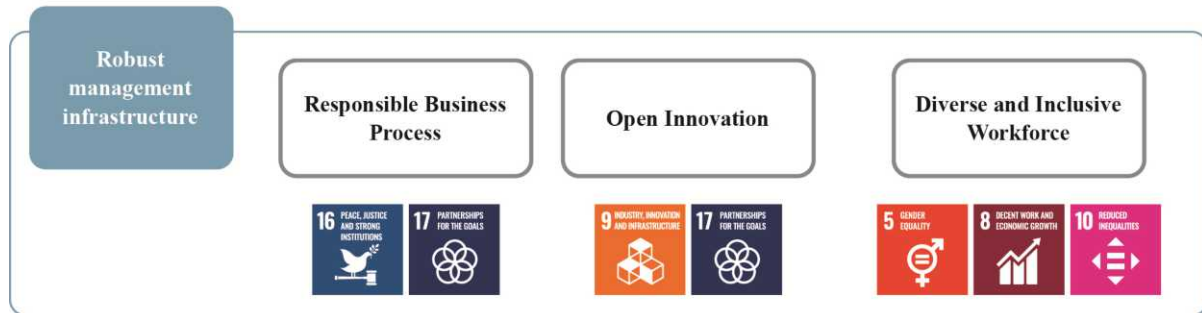 Robust
management
infrastructure
Responsible Business
Process
Open Innovation
Diverse and Inclusive
Workforce
16 PEACE, JUSTICE
AND STRONG
INSTITUTIONS
17 PARTNERSHIPS
FOR THE GOALS
9 INDUSTRY, INNOVATION
AND INFRASTRUCTURE
17 PARTNERSHIPS
FOR THE GOALS
5 GENDER
EQUALITY
8 DECENT WORK AND
ECONOMIC GROWTH
10 REDUCED
INEQUALITIES